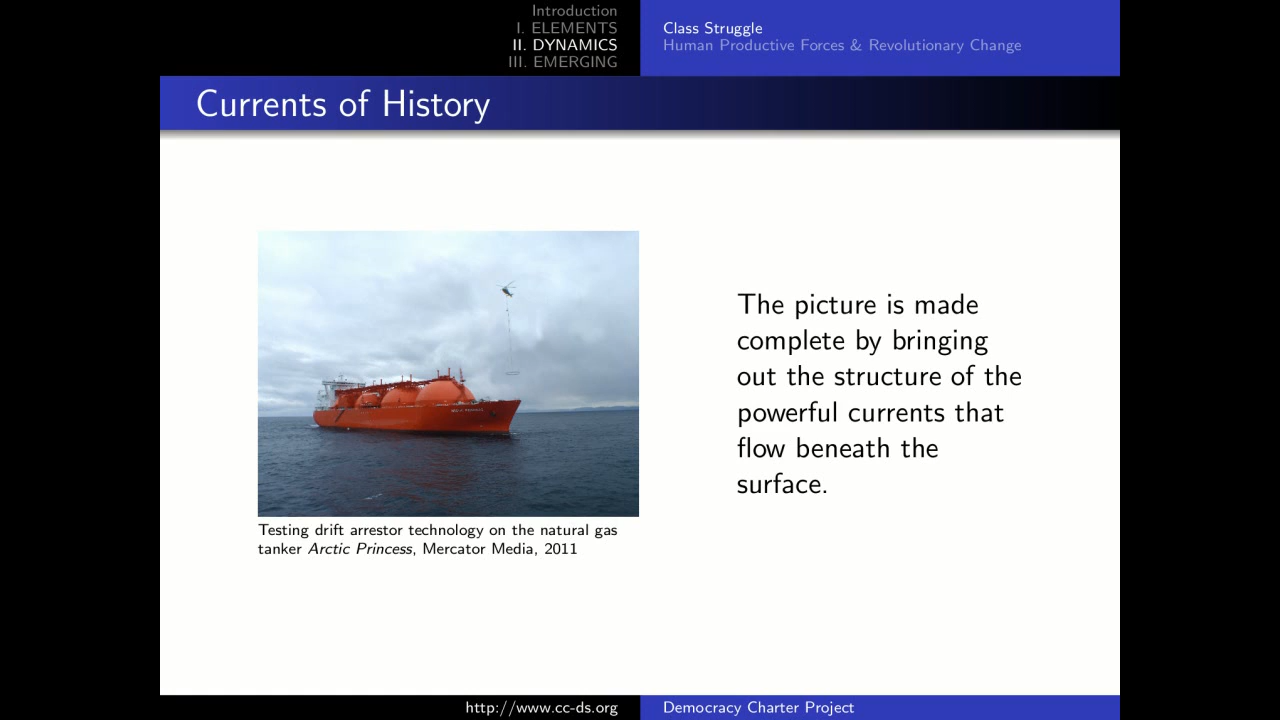 Introduction
I. ELEMENTS
II. DYNAMICS
III. EMERGING
Class Struggle
Human Productive Forces & Revolutionary Change
Currents of History
The picture is made
complete by bringing
out the structure of the
powerful currents that
flow beneath the
surface.
Testing drift arrestor technology on the natural gas
tanker Arctic Princess, Mercator Media, 2011
http://www.cc-ds.org
Democracy Charter Project